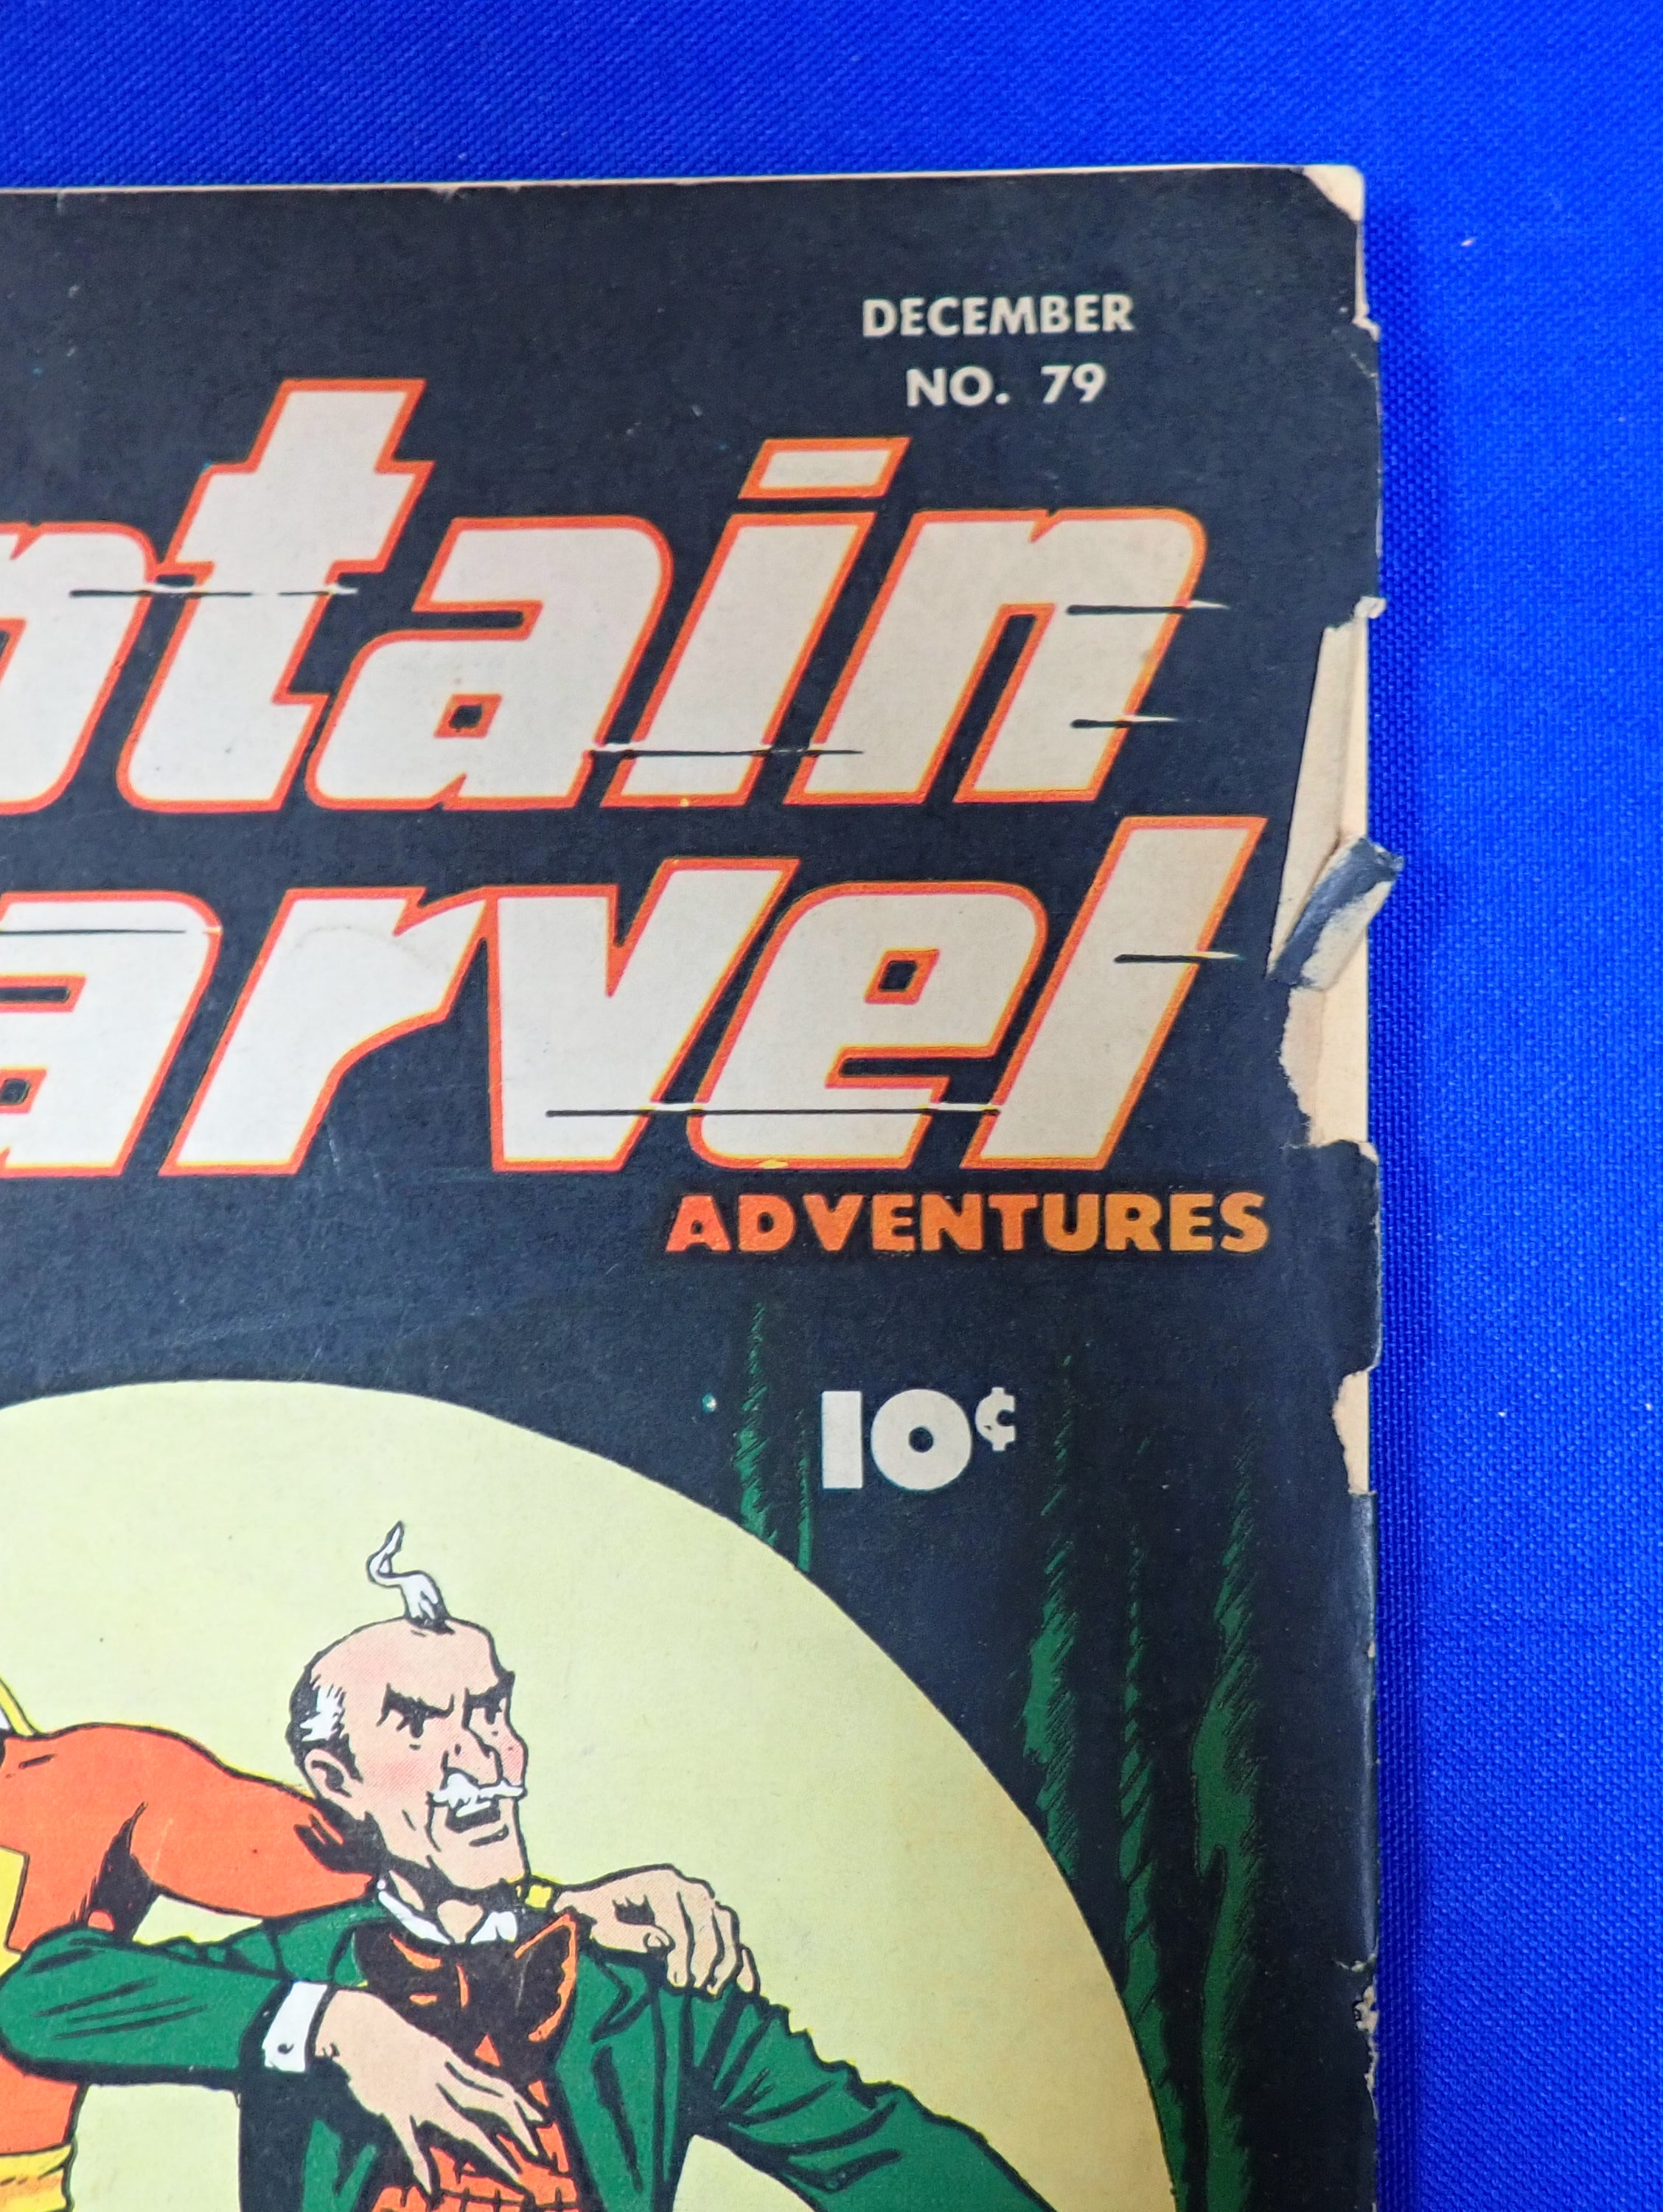 DECEMBER
NO. 79
ptain
arvel
ADVENTURES
10¢